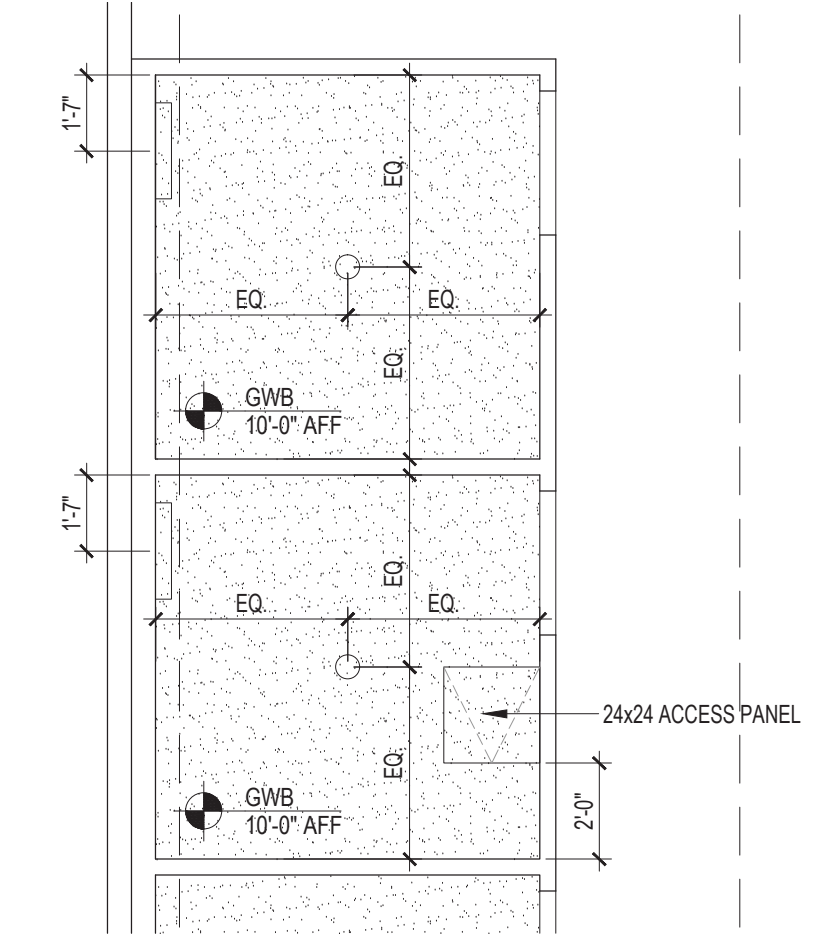 1'-7"
EQ.
EQ.
EQ.
EQ.
GWB
10'-0" AFF
1'-7"
EQ.
EQ.
EQ.
24x24 ACCESS PANEL
EQ.
GWB
10'-0" AFF
2'-0"